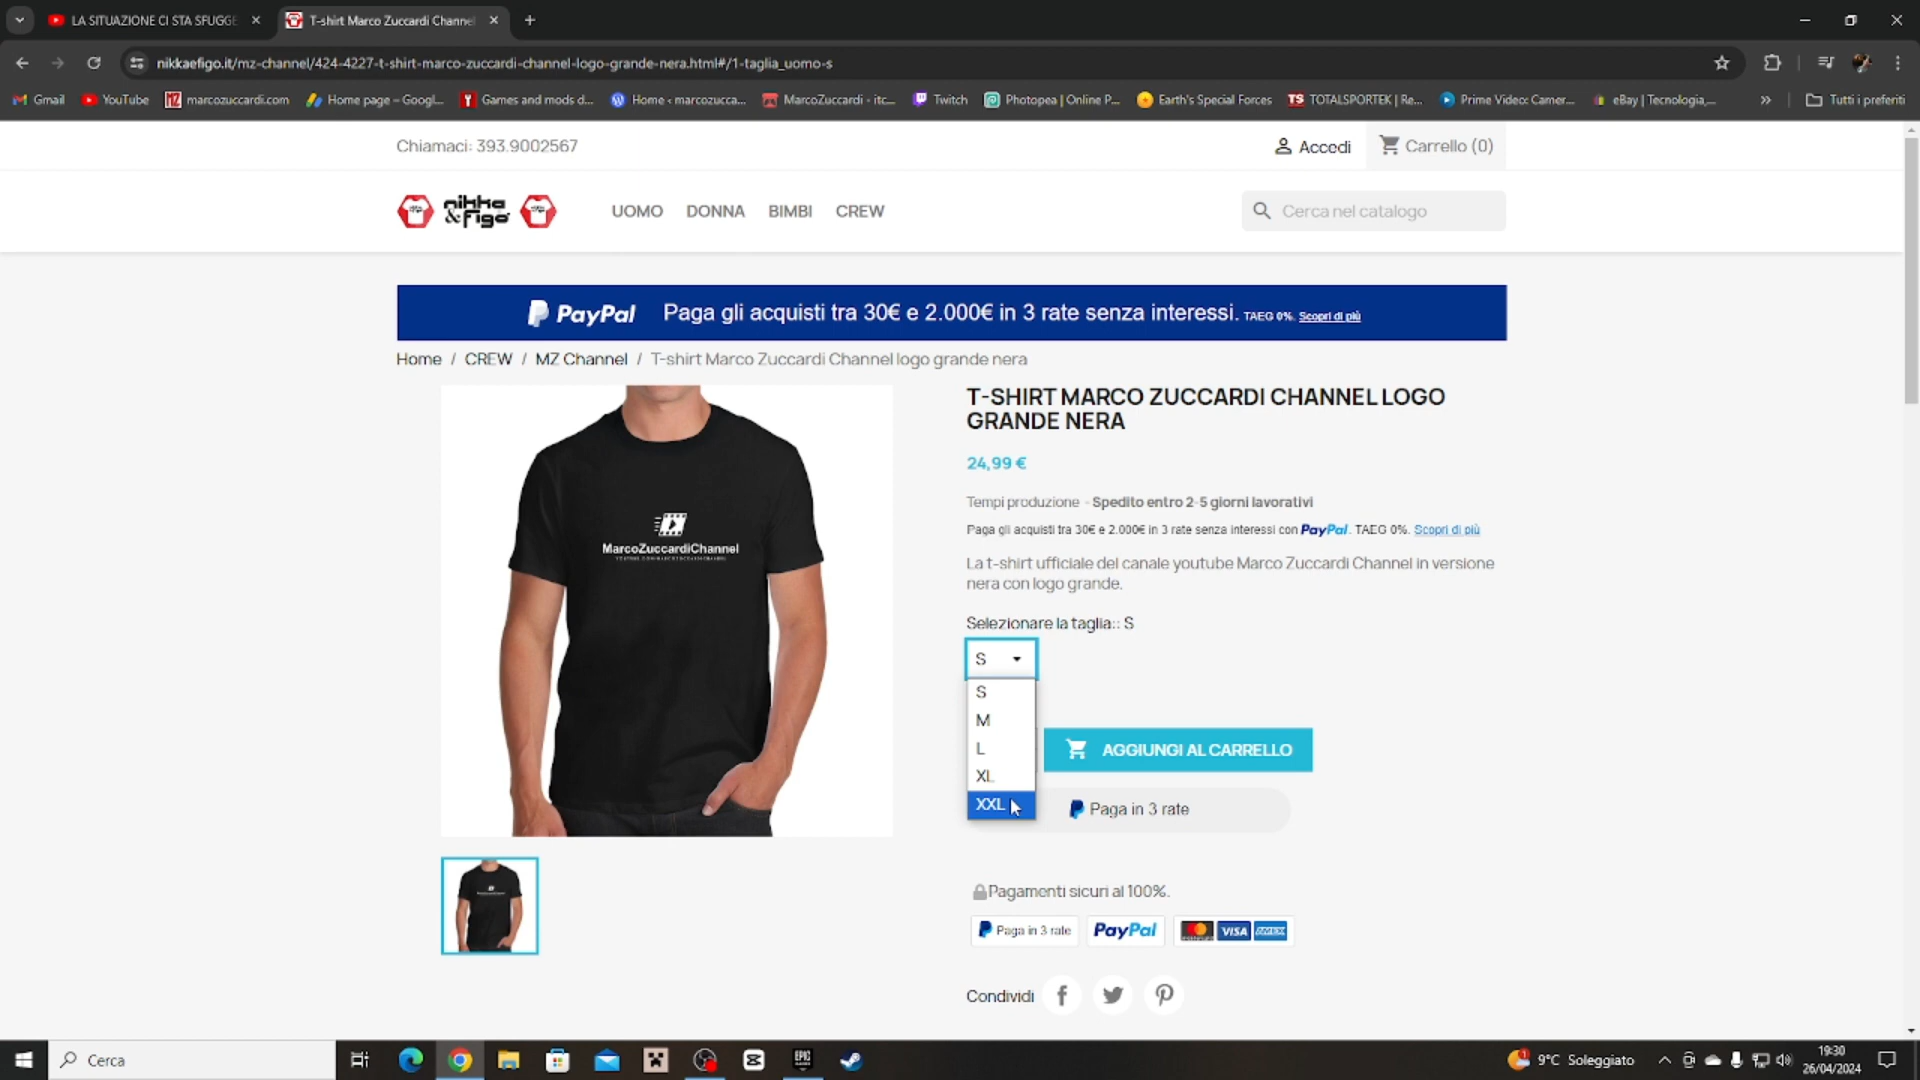 LA SITUAZIONE CI STA SFUGGE
T-shirt Marco Zuccardi Channel
nikkaefigo.it/mz-channel/424-4227-t-shirt-marco-zuccardi-channel-logo-grande-nera.html#/1-taglia_uomo-s
Gmail
YouTube
marcozuccardi.com
Home page – Googl...
Games and mods d...
Home ‹ marcozucca...
MarcoZuccardi - itc...
Twitch
Photopea | Online P...
Earth's Special Forces
TOTALSPORTEK | Re...
Prime Video: Camer...
eBay | Tecnologia,...
»
Tutti i preferiti
Chiamaci: 393.9002567
Accedi
Carrello (0)
nikka
&figo
UOMO
DONNA
BIMBI
CREW
Cerca nel catalogo
PayPal Paga gli acquisti tra 30€ e 2.000€ in 3 rate senza interessi. TAEG 0%. Scopri di più
Home / CREW / MZ Channel / T-shirt Marco Zuccardi Channel logo grande nera
T-SHIRT MARCO ZUCCARDI CHANNEL LOGO
GRANDE NERA
24,99 €
Tempi produzione - Spedito entro 2-5 giorni lavorativi
Paga gli acquisti tra 30€ e 2.000€ in 3 rate senza interessi con PayPal. TAEG 0%. Scopri di più
La t-shirt ufficiale del canale youtube Marco Zuccardi Channel in versione
nera con logo grande.
MarcoZuccardiChannel
Selezionare la taglia:: S
S
S
M
L
XL
XXL
AGGIUNGI AL CARRELLO
Paga in 3 rate
Pagamenti sicuri al 100%.
Paga in 3 rate
PayPal
VISA
AMEX
Condividi
Cerca
EPIC
9°C Soleggiato
19:30
26/04/2024